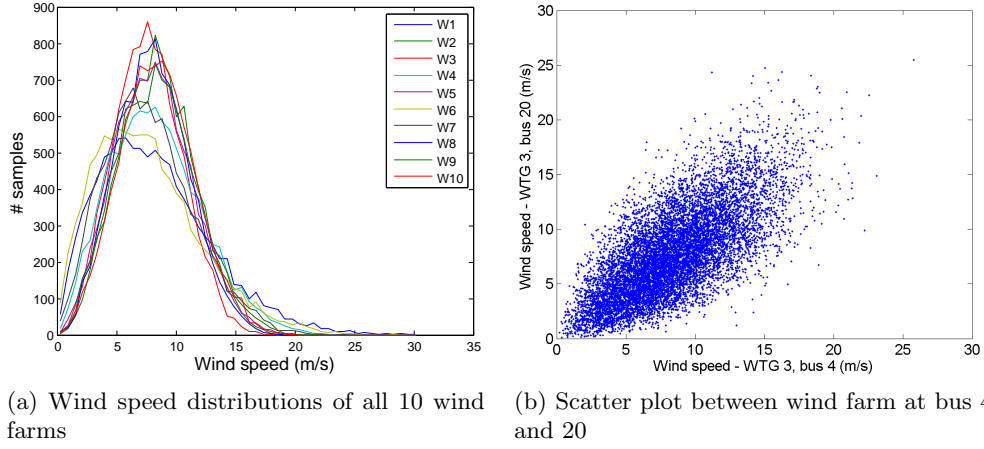 900
800
700
600
500
400
300
200
100
0
# samples
0 5 10 15 20 25 30 35
Wind speed (m/s)
W1
W2
W3
W4
W5
W6
W7
W8
W9
W10
30
25
20
15
10
5
0
Wind speed - WTG 3, bus 20 (m/s)
0 5 10 15 20 25 30
Wind speed - WTG 3, bus 4 (m/s)
(a) Wind speed distributions of all 10 wind
farms
(b) Scatter plot between wind farm at bus 4
and 20